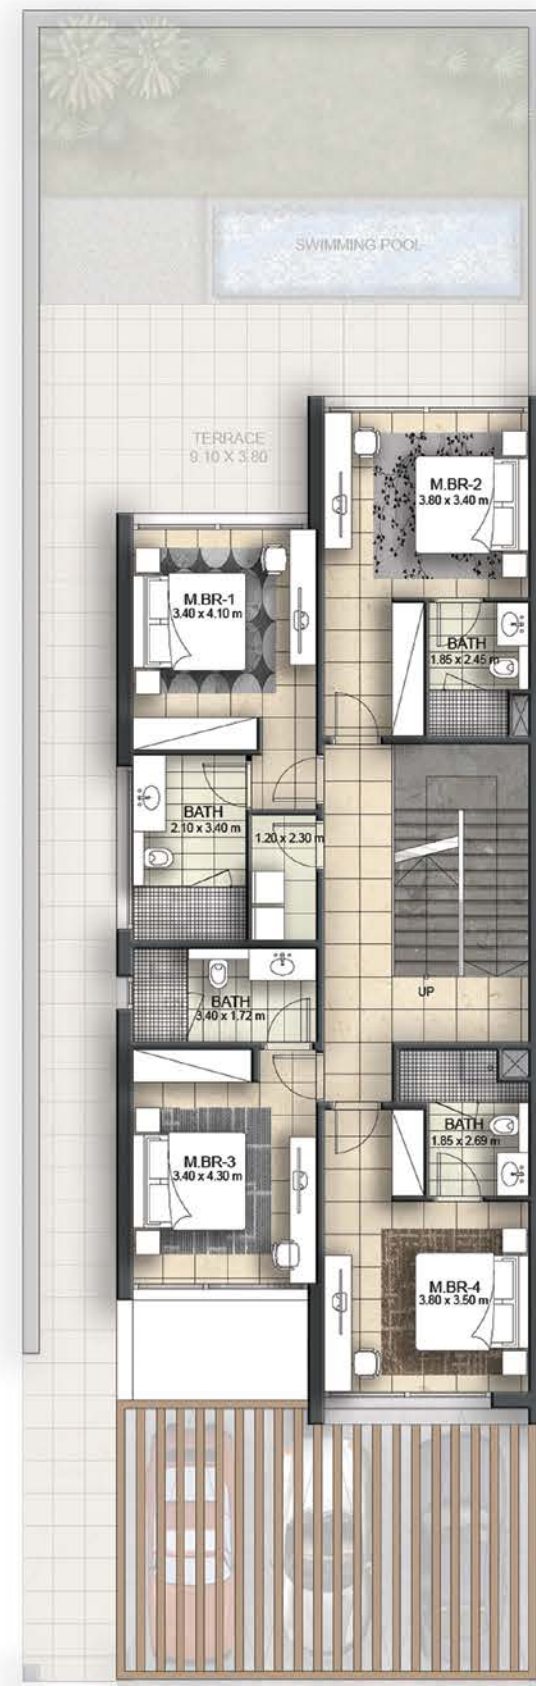 SWIMMING POOL
TERRACE
9.10 X 3.80
M.BR-2
3.80 x 3.40 m
M.BR-1
3.40 x 4.10 m
BATH
1.85 x 2.45 m
BATH
2.10 x 3.40 m
1.20 x 2.30 m
UP
BATH
3.40 x 1.72 m
BATH
1.85 x 2.69 m
M.BR-3
3.40 x 4.30 m
M.BR-4
3.80 x 3.50 m